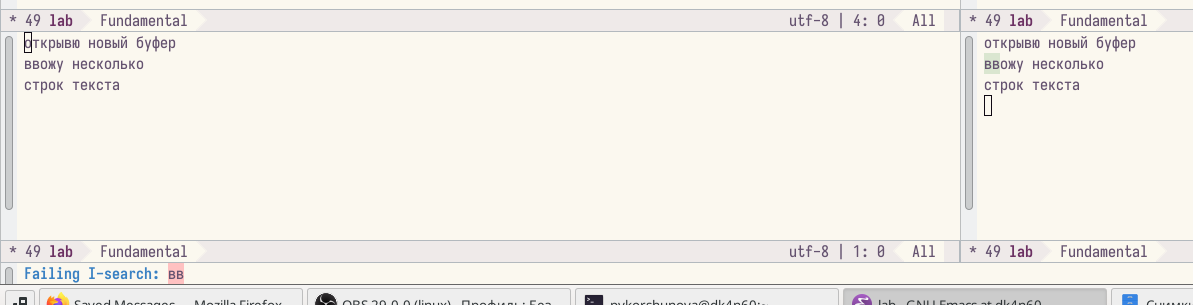 * 49 lab Fundamental utf-8 | 4: 0 All
* 49 lab Fundamental
открывю новый буфер
ввожу несколько
строк текста
открывю новый буфер
ввожу несколько
строк текста
* 49 lab Fundamental utf-8 | 1: 0 All
* 49 lab Fundamental
Failing I-search: вв
Saved Messages — Mozilla Firefox
OBS 29.0.0 (linux) - Профиль: Без
lab - GNU Emacs at dk4n60